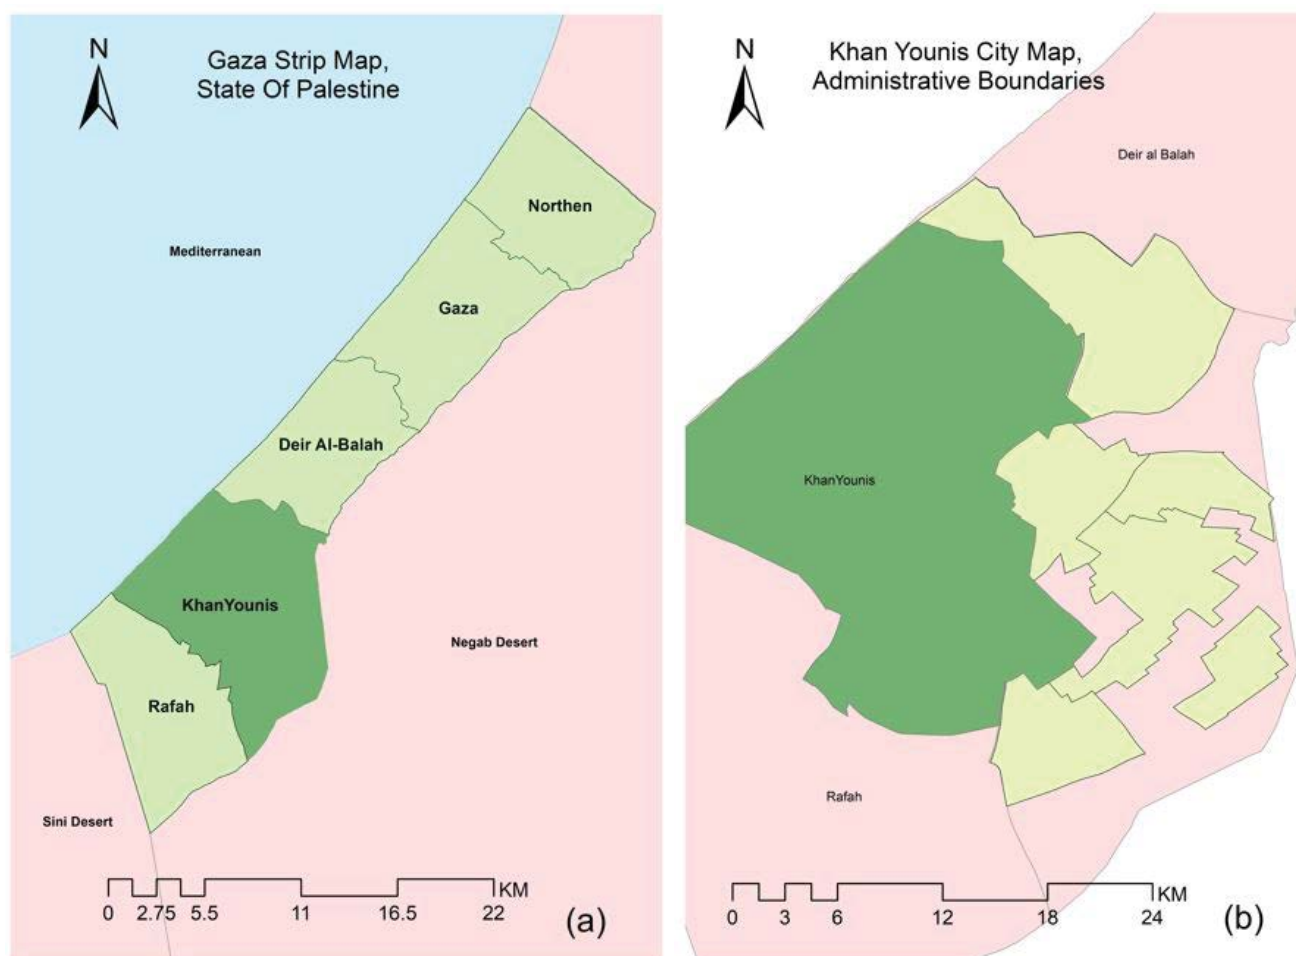 N
Gaza Strip Map,
State Of Palestine
Northen
Mediterranean
Gaza
Deir Al-Balah
KhanYounis
Negab Desert
Rafah
Sini Desert
KM
0 2.75 5.5 11 16.5 22
(a)
N
Khan Younis City Map,
Administrative Boundaries
Deir al Balah
KhanYounis
Rafah
KM
0 3 6 12 18 24
(b)